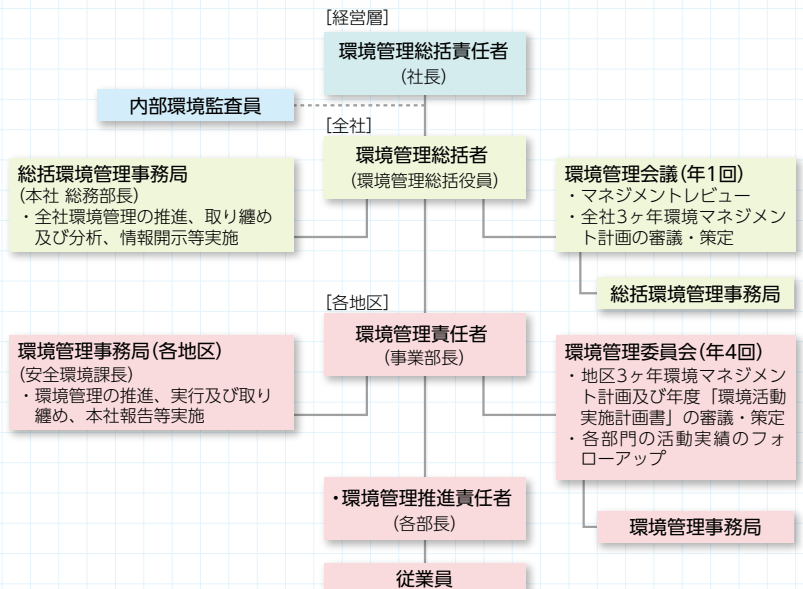 [経営層]
環境管理総括責任者
(社長)
内部環境監査員
[全社]
環境管理総括者
(環境管理総括役員)
総括環境管理事務局
(本社 総務部長)
・全社環境管理の推進、取り纏め
及び分析、情報開示等実施
環境管理会議(年1回)
・マネジメントレビュー
・全社3ヶ年環境マネジメン
ト計画の審議・策定
総括環境管理事務局
[各地区]
環境管理責任者
(事業部長)
環境管理事務局(各地区)
(安全環境課長)
・環境管理の推進、実行及び取り
纏め、本社報告等実施
環境管理委員会(年4回)
・地区3ヶ年環境マネジメン
ト計画及び年度「環境活動
実施計画書」の審議・策定
・各部門の活動実績のフォ
ローアップ
環境管理事務局
・環境管理推進責任者
(各部長)
従業員